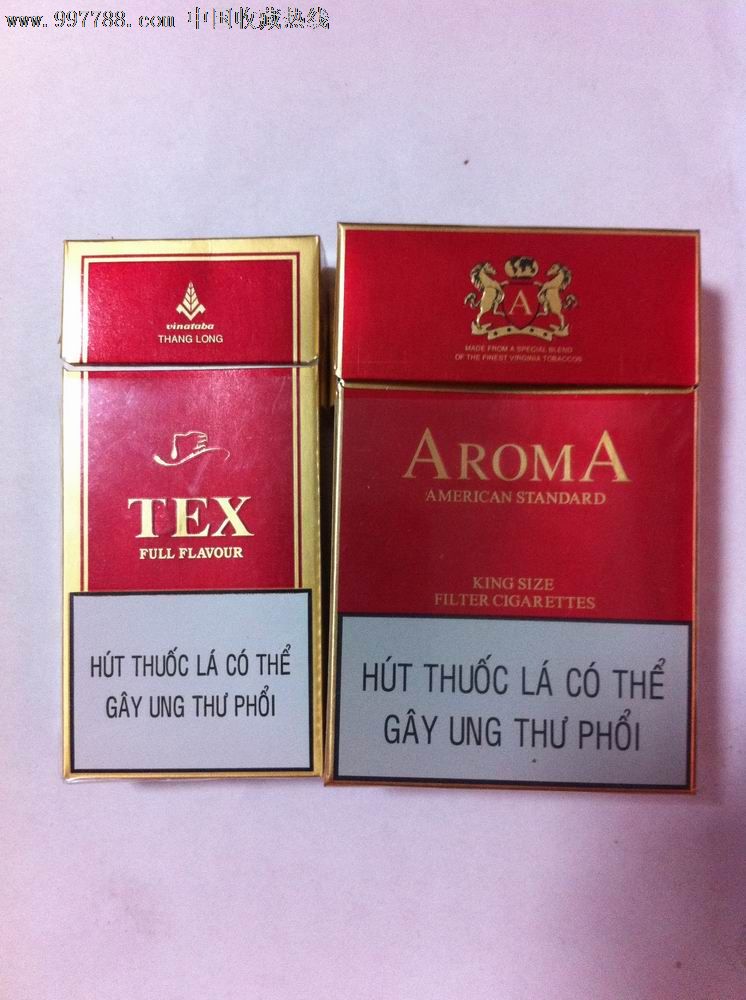 www.997788.com 中国收藏热线
vinataba
THANG LONG
TEX
FULL FLAVOUR
HÚT THUỐC LÁ CÓ THỂ
GÂY UNG THƯ PHỔI
A
MADE FROM A SPECIAL BLEND
OF THE FINEST VIRGINIA TOBACCOS
AROMA
AMERICAN STANDARD
KING SIZE
FILTER CIGARETTES
HÚT THUỐC LÁ CÓ THỂ
GÂY UNG THƯ PHỔI